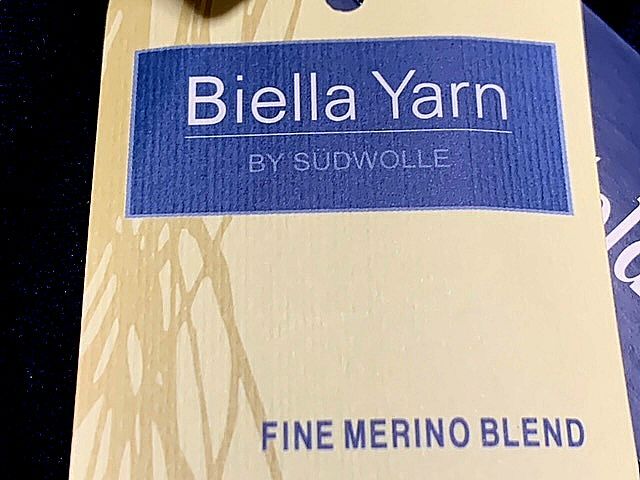 Biella Yarn
BY SÜDWOLLE
FINE MERINO BLEND